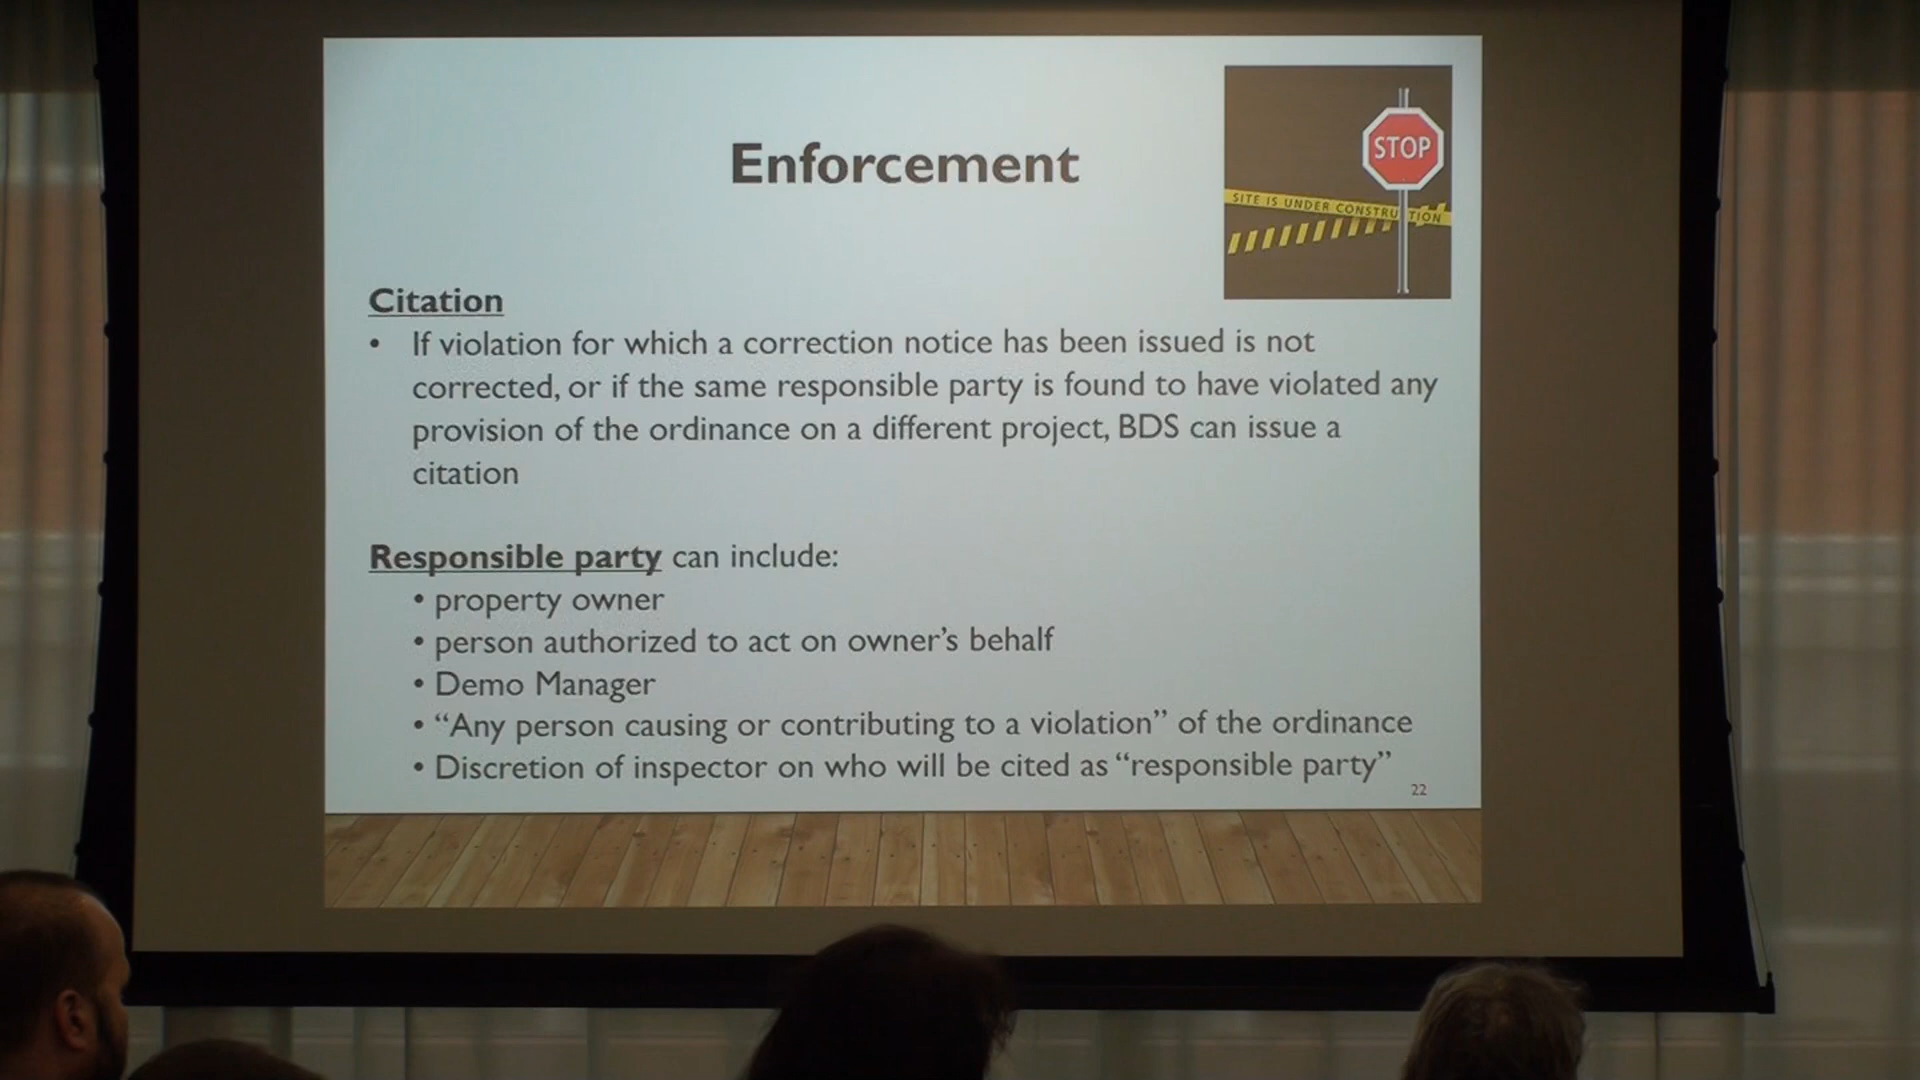 Enforcement
STOP
SITE IS UNDER CONSTRUCTION
Citation
• If violation for which a correction notice has been issued is not
corrected, or if the same responsible party is found to have violated any
provision of the ordinance on a different project, BDS can issue a
citation
Responsible party can include:
• property owner
• person authorized to act on owner’s behalf
• Demo Manager
• “Any person causing or contributing to a violation” of the ordinance
• Discretion of inspector on who will be cited as “responsible party”
22